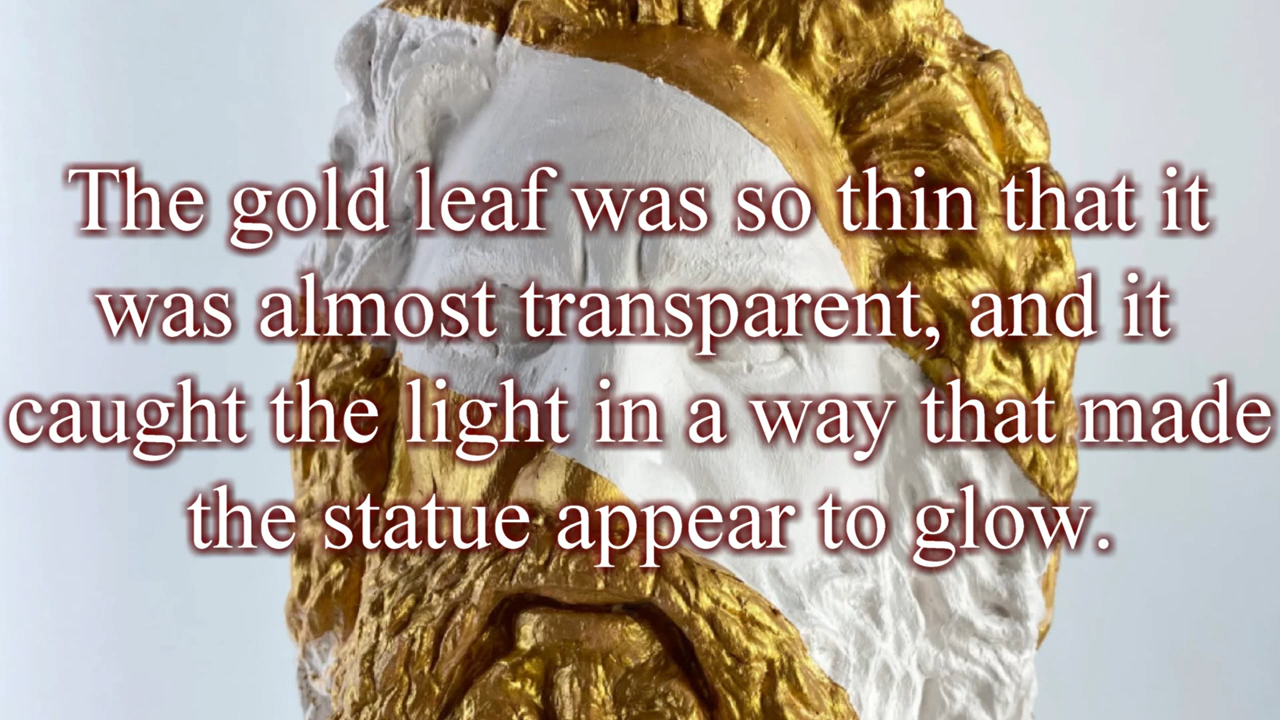 The gold leaf was so thin that it
was almost transparent, and it
caught the light in a way that made
the statue appear to glow.